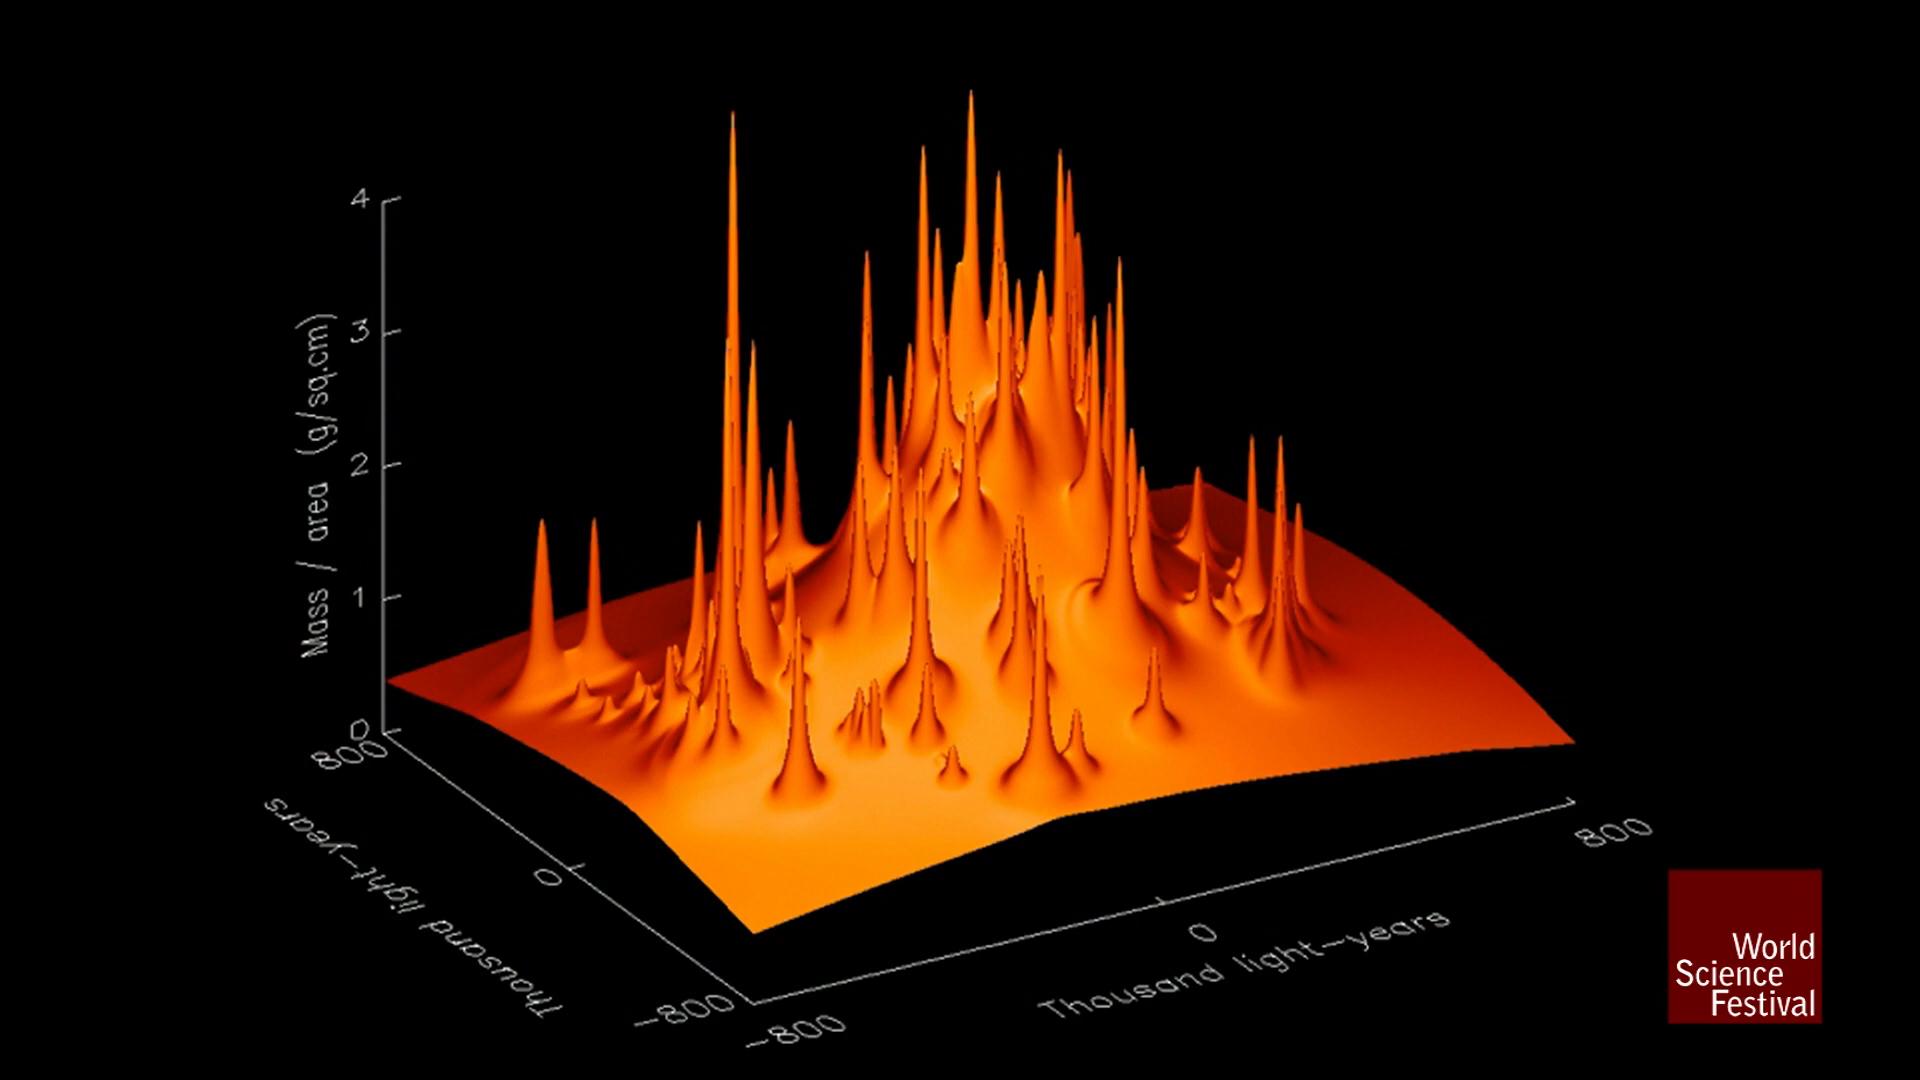 4
3
2
1
0
Mass / area (g/sq.cm)
800
0
-800
Thousand light-years
-800
0
800
Thousand light-years
World
Science
Festival